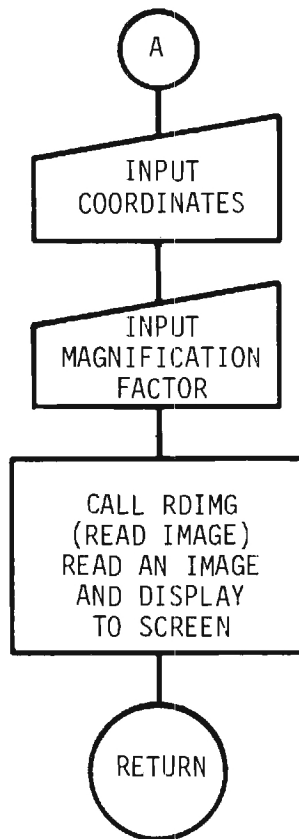 A
INPUT
COORDINATES
INPUT
MAGNIFICATION
FACTOR
CALL RDIMG
(READ IMAGE)
READ AN IMAGE
AND DISPLAY
TO SCREEN
RETURN